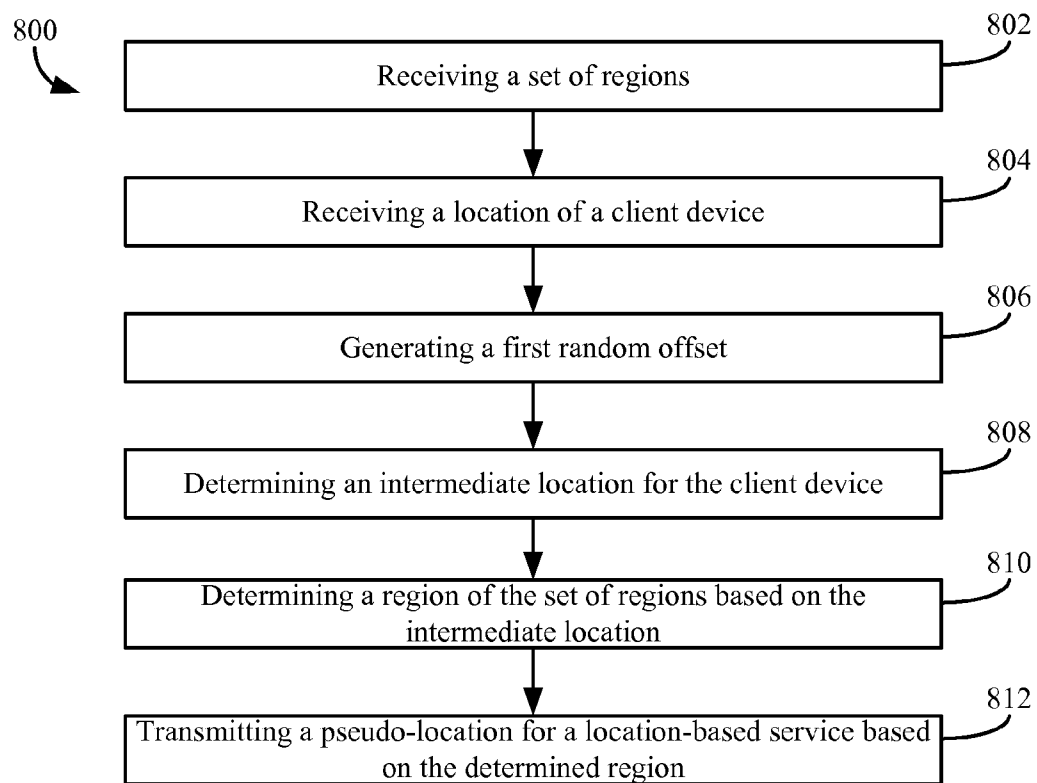 800
802
Receiving a set of regions
804
Receiving a location of a client device
806
Generating a first random offset
808
Determining an intermediate location for the client device
810
Determining a region of the set of regions based on the
intermediate location
812
Transmitting a pseudo-location for a location-based service based
on the determined region